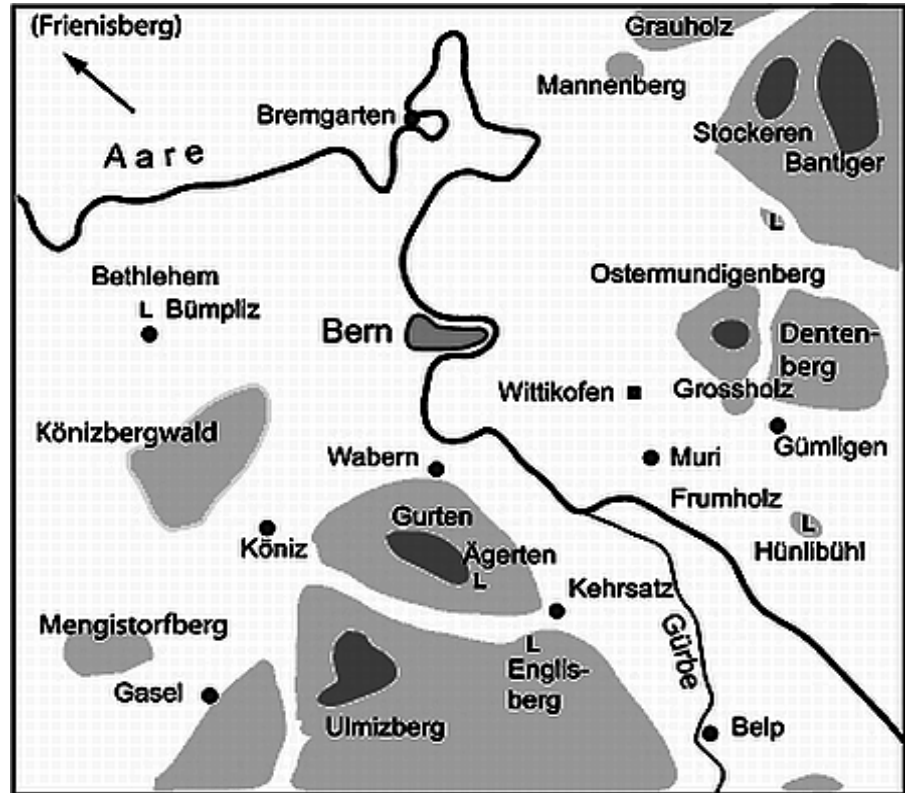 (Frienisberg)
Grauholz
Mannenberg
Bremgarten
Aare
Stockeren
Bantiger
L
Bethlehem
L Bümpliz
Ostermundigenberg
Bern
Denten-
berg
Wittikofen
Grossholz
Könizbergwald
Gümligen
Wabern
Muri
Frumholz
Gurten
L
Köniz
Ägerten
L
Hünlibühl
Kehrsatz
Mengistorfberg
Gürbe
L
Englis-
berg
Gasel
Ulmizberg
Belp